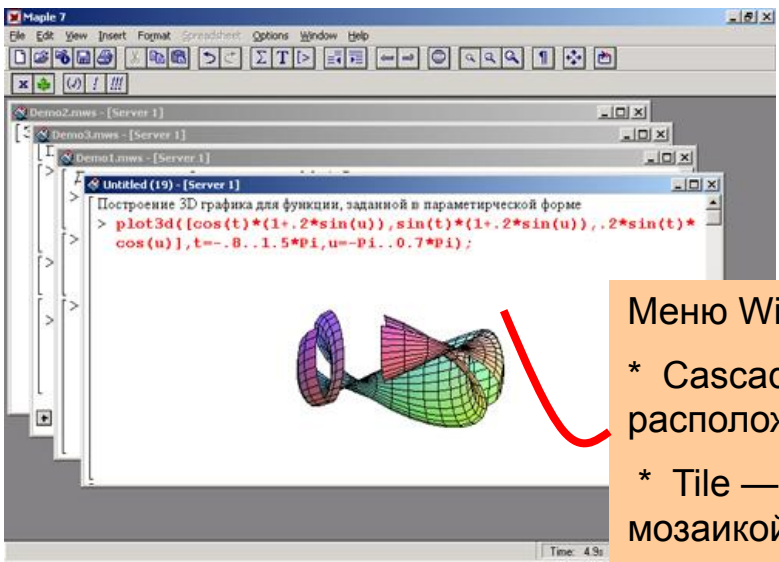 Maple 7
File Edit View Insert Format Spreadsheet Options Window Help
Demo2.mws - [Server 1]
Demo3.mws - [Server 1]
Demo1.mws - [Server 1]
Untitled (19) - [Server 1]
Построение 3D графика для функции, заданной в параметирческой форме
> plot3d([cos(t)*(1+.2*sin(u)),sin(t)*(1+.2*sin(u)),.2*sin(t)*
cos(u)],t=-.8..1.5*Pi,u=-Pi..0.7*Pi);
Time: 4.9s
Меню Wi
* Cascad
располож
* Tile —
мозаикой